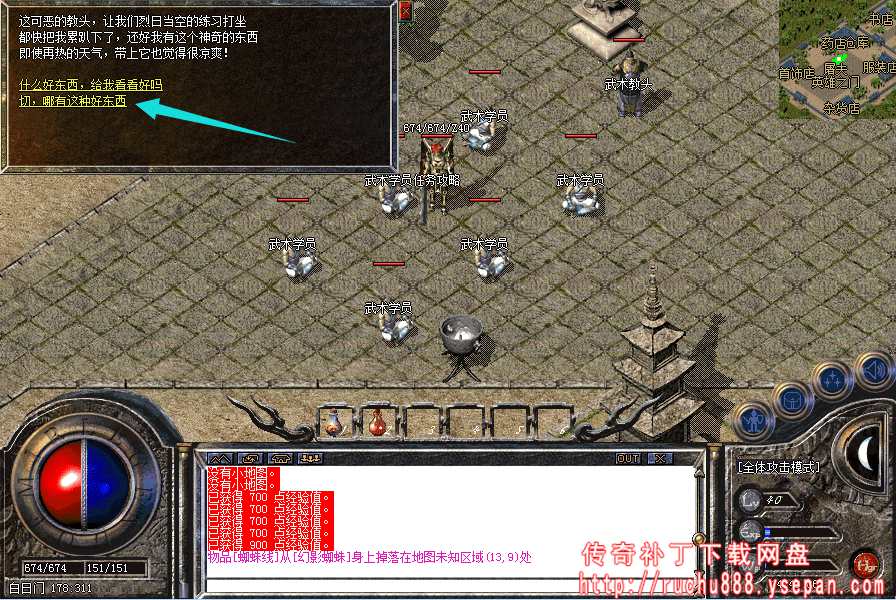 这可恶的教头，让我们烈日当空的练习打坐
都快把我累趴下了，还好我有这个神奇的东西
即使再热的天气，带上它也觉得很凉爽！
什么好东西，给我看看好吗
切，哪有这种好东西
书店
药店
仓库
首饰店
屠夫
服装店
英雄之门
杂货店
武术教头
武术学员
674/674/Z40
武术学员
任务攻略
武术学员
武术学员
武术学员
武术学员
OUT
没有小地图。
没有小地图。
已获得 700 点经验值。
已获得 700 点经验值。
已获得 700 点经验值。
已获得 700 点经验值。
已获得 900 点经验值。
物品[蜘蛛线]从[幻影蜘蛛]身上掉落在地图未知区域(13,9)处
[全体攻击模式]
Lv 40
Exp
Hgr
674/674
151/151
白日门 178:311
传奇补丁下载网盘
http://ruchu888.ysepan.com